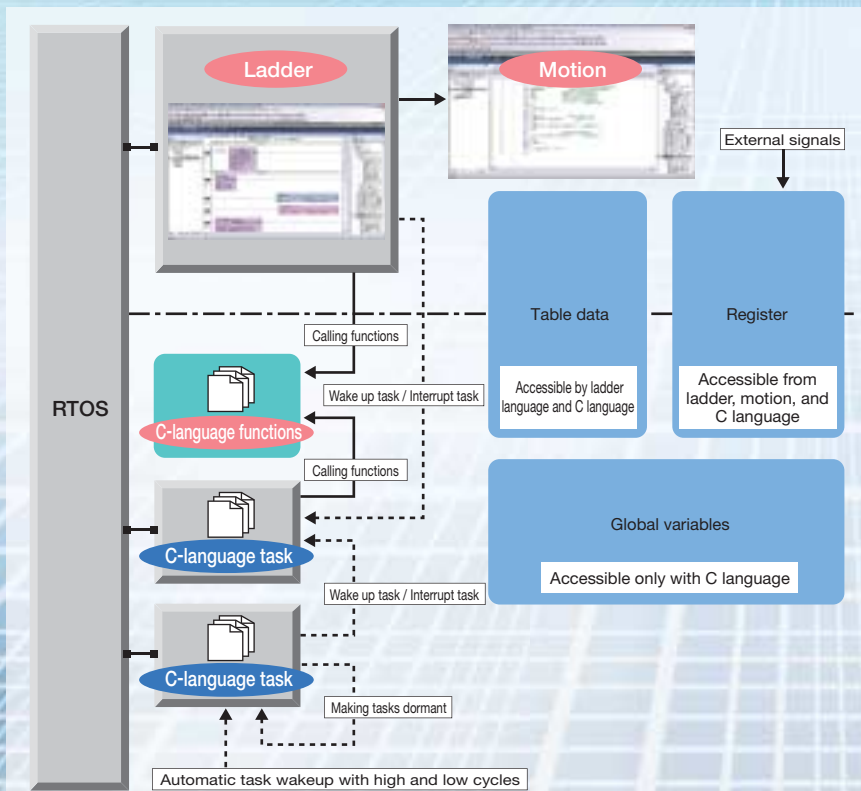 Ladder
Motion
External signals
Table data
Register
Calling functions
Accessible by ladder
language and C language
Accessible from
ladder, motion, and
C language
Wake up task / Interrupt task
RTOS
C-language functions
Calling functions
Global variables
Accessible only with C language
C-language task
Wake up task / Interrupt task
C-language task
Making tasks dormant
Automatic task wakeup with high and low cycles